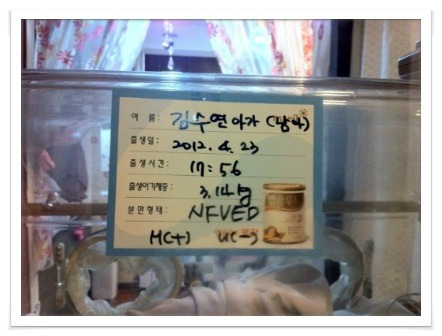 이 름: 김수연 아가 (남아)
출생일: 2012. 4. 23
출생시간: 17:56
출생아기체중: 3.14kg
분만형태: NFVED
M(+) U(-)